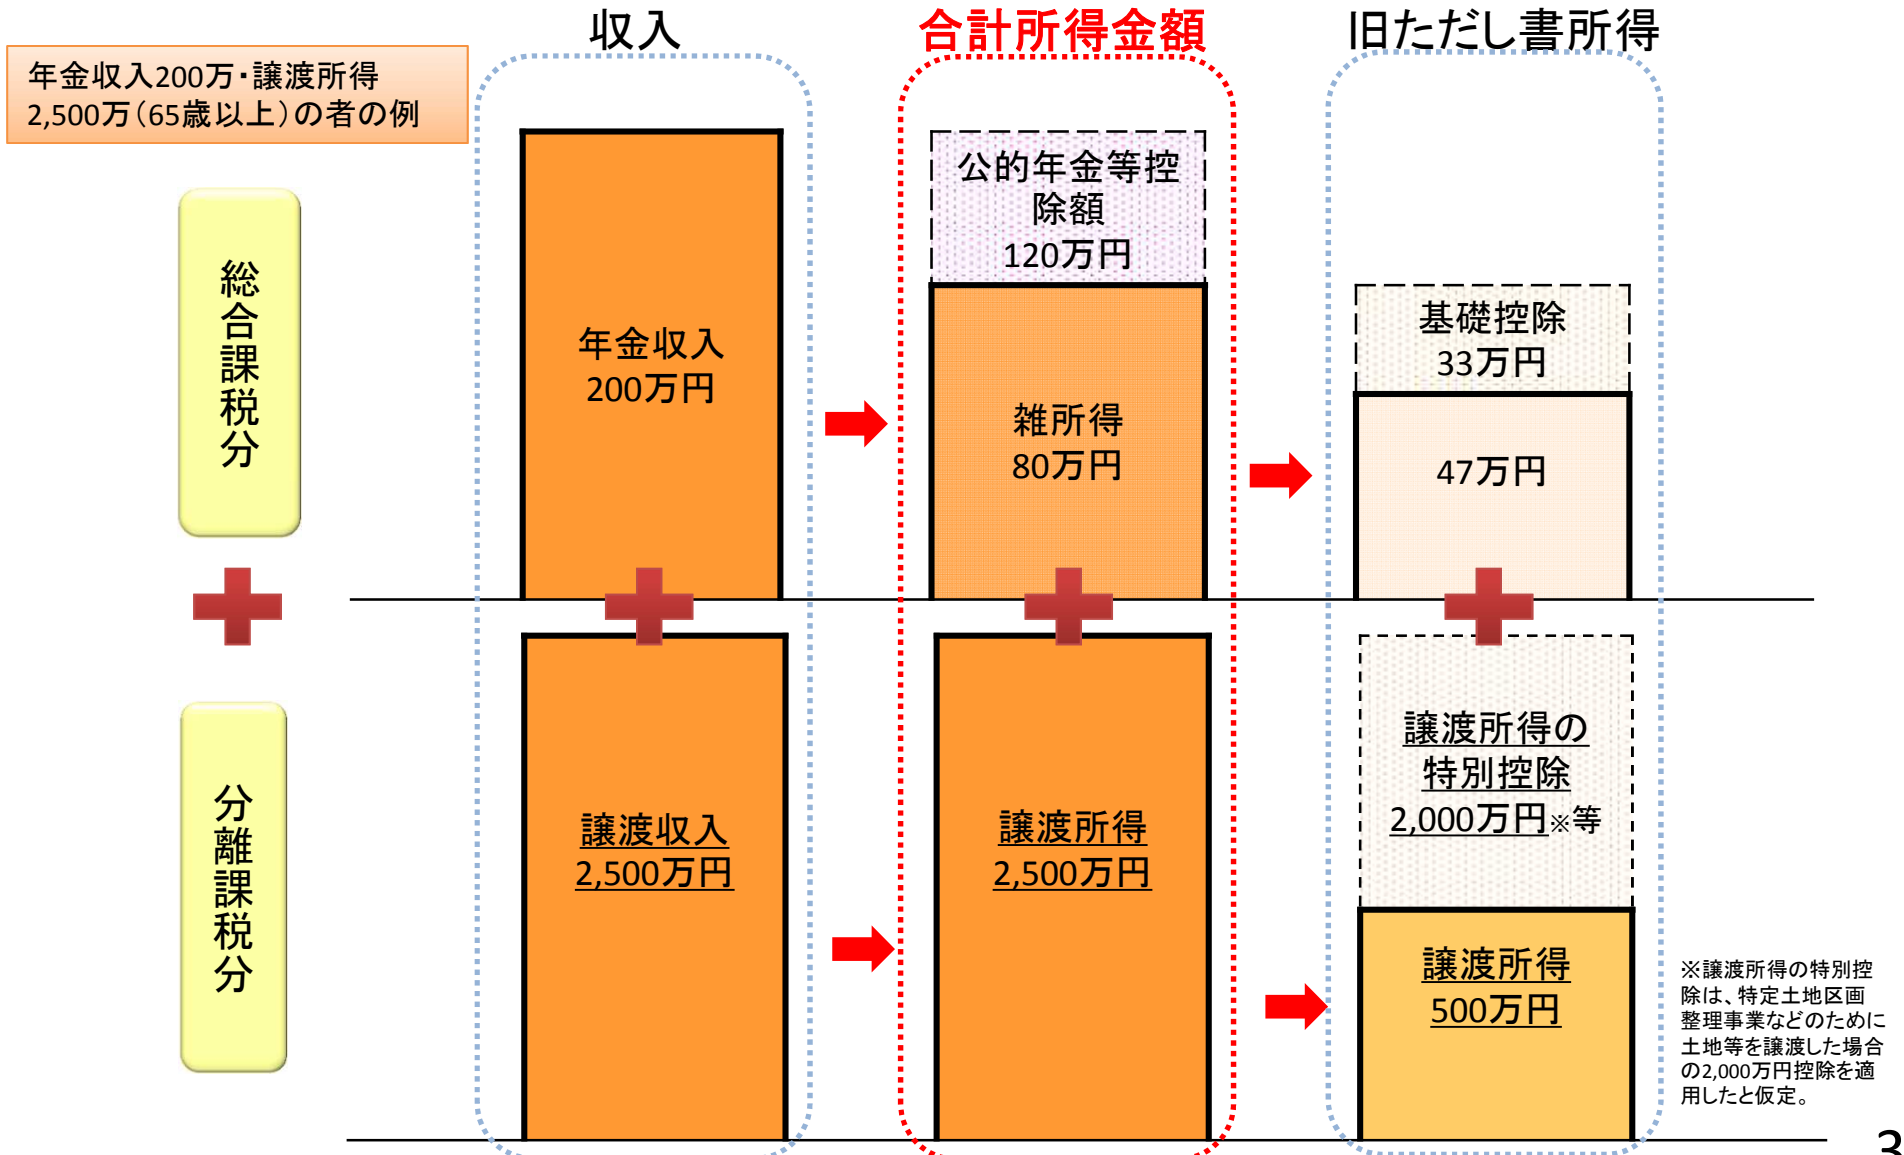 収入
合計所得金額
旧ただし書所得
年金収入200万・譲渡所得
2,500万(65歳以上)の者の例
総合課税分
年金収入
200万円
公的年金等控
除額
120万円
雑所得
80万円
基礎控除
33万円
47万円
分離課税分
譲渡収入
2,500万円
譲渡所得
2,500万円
譲渡所得の
特別控除
2,000万円※等
譲渡所得
500万円
※譲渡所得の特別控
除は、特定土地区画
整理事業などのために
土地等を譲渡した場合
の2,000万円控除を適
用したと仮定。
3